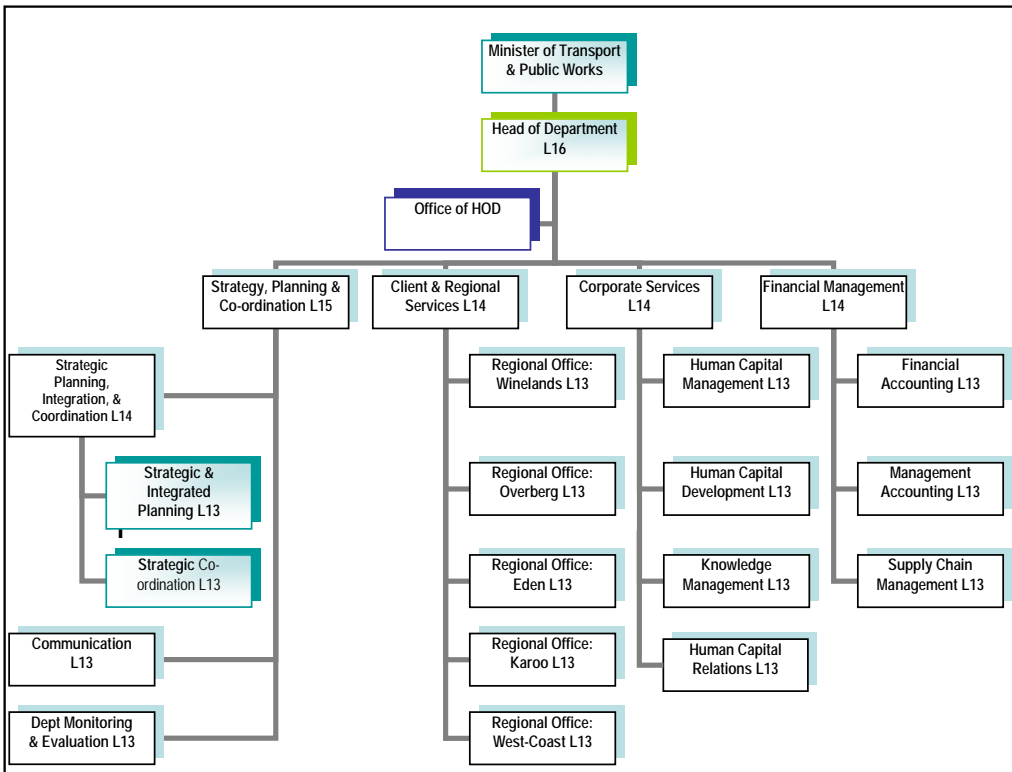 Minister of Transport
& Public Works
Head of Department
L16
Office of HOD
Strategy, Planning &
Co-ordination L15
Client & Regional
Services L14
Corporate Services
L14
Financial Management
L14
Strategic
Planning,
Integration, &
Coordination L14
Strategic &
Integrated
Planning L13
Strategic Co-
ordination L13
Communication
L13
Dept Monitoring
& Evaluation L13
Regional Office:
Winelands L13
Regional Office:
Overberg L13
Regional Office:
Eden L13
Regional Office:
Karoo L13
Regional Office:
West-Coast L13
Human Capital
Management L13
Human Capital
Development L13
Knowledge
Management L13
Human Capital
Relations L13
Financial
Accounting L13
Management
Accounting L13
Supply Chain
Management L13